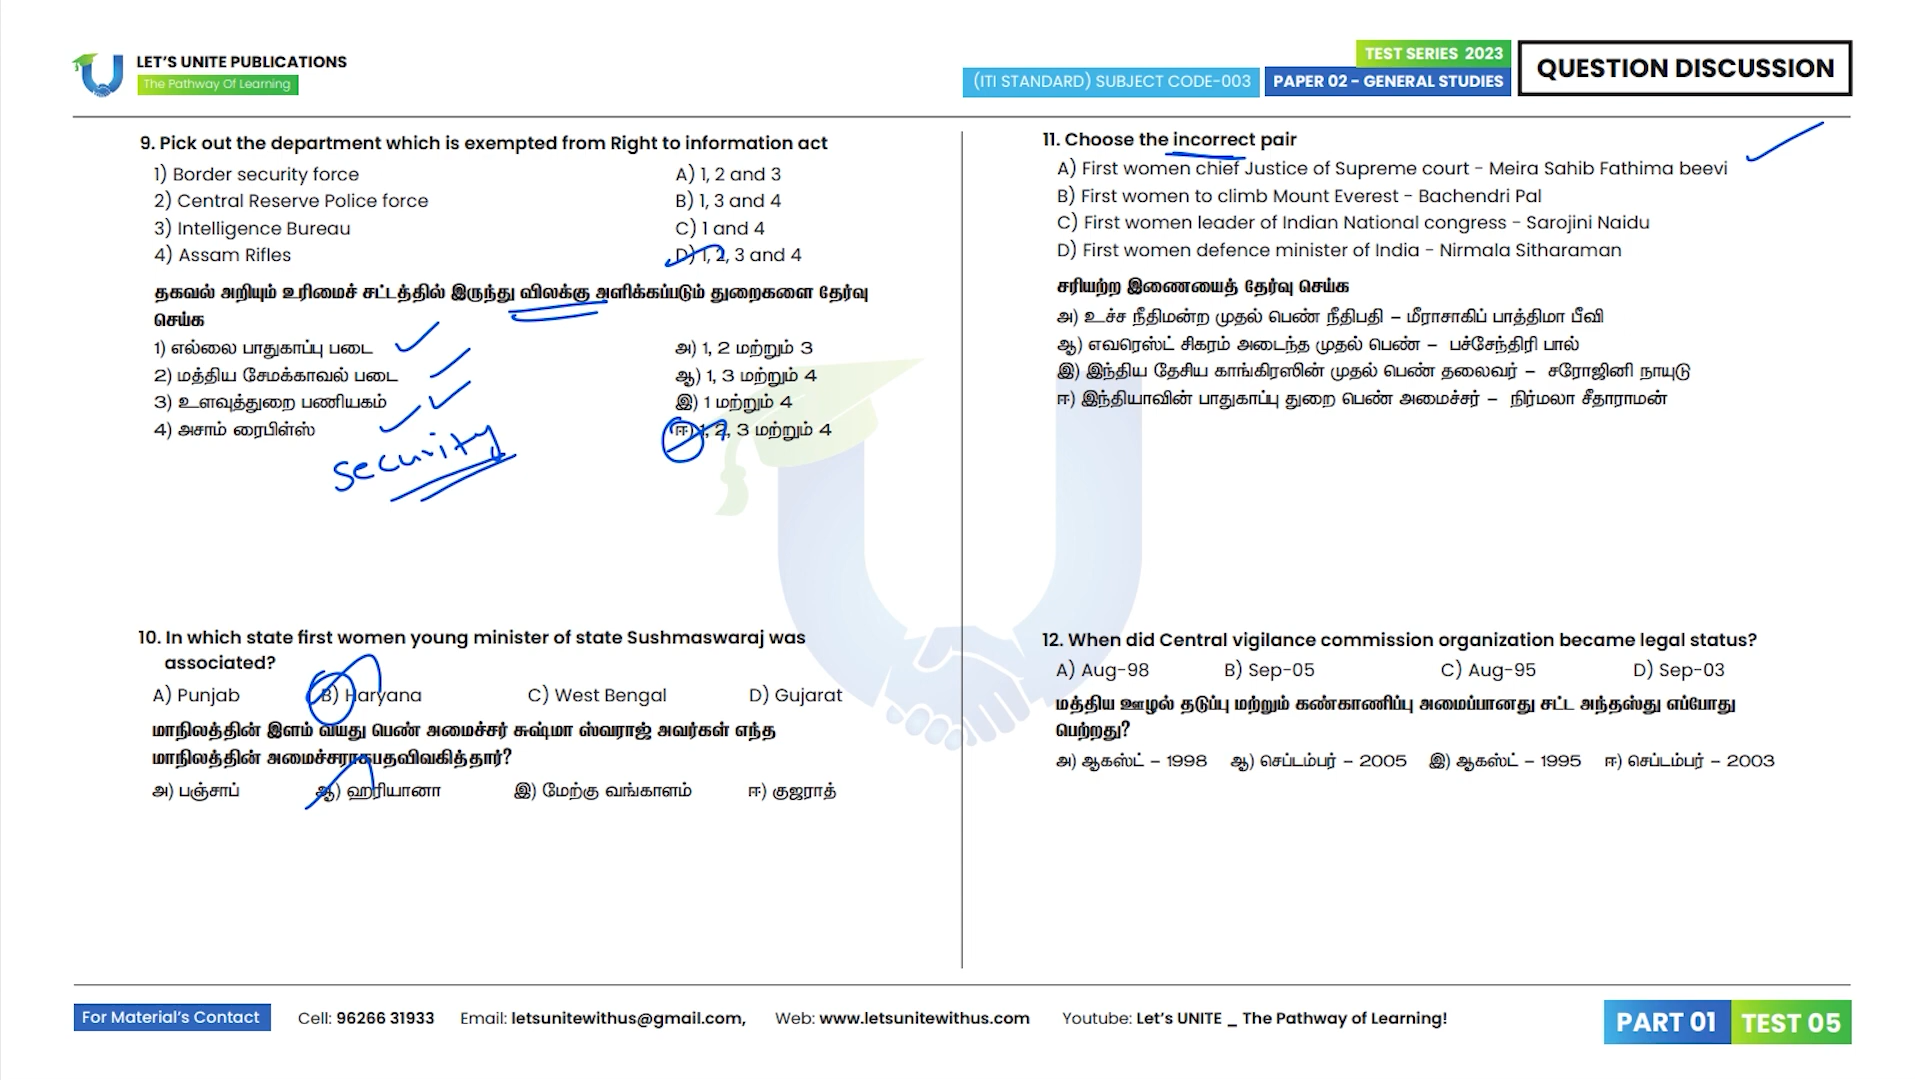 LET'S UNITE PUBLICATIONS
The Pathway Of Learning
TEST SERIES 2023
(ITI STANDARD) SUBJECT CODE-003
PAPER 02 - GENERAL STUDIES
QUESTION DISCUSSION
9. Pick out the department which is exempted from Right to information act
1) Border security force
A) 1, 2 and 3
2) Central Reserve Police force
B) 1, 3 and 4
3) Intelligence Bureau
C) 1 and 4
4) Assam Rifles
D) 1, 2, 3 and 4
தகவல் அறியும் உரிமைச் சட்டத்தில் இருந்து விலக்கு அளிக்கப்படும் துறைகளை தேர்வு
செய்க
1) எல்லை பாதுகாப்பு படை
அ) 1, 2 மற்றும் 3
2) மத்திய சேமக்காவல் படை
ஆ) 1, 3 மற்றும் 4
3) உளவுத்துறை பணியகம்
இ) 1 மற்றும் 4
4) அசாம் ரைபிள்ஸ்
ஈ) 1, 2, 3 மற்றும் 4
security
10. In which state first women young minister of state Sushmaswaraj was
associated?
A) Punjab B) Haryana C) West Bengal D) Gujarat
மாநிலத்தின் இளம் வயது பெண் அமைச்சர் சுஷ்மா ஸ்வராஜ் அவர்கள் எந்த
மாநிலத்தின் அமைச்சராகபதவிவகித்தார்?
அ) பஞ்சாப் ஆ) ஹரியானா இ) மேற்கு வங்காளம் ஈ) குஜராத்
11. Choose the incorrect pair
A) First women chief Justice of Supreme court - Meira Sahib Fathima beevi
B) First women to climb Mount Everest - Bachendri Pal
C) First women leader of Indian National congress - Sarojini Naidu
D) First women defence minister of India - Nirmala Sitharaman
சரியற்ற இணையைத் தேர்வு செய்க
அ) உச்ச நீதிமன்ற முதல் பெண் நீதிபதி – மீராசாகிப் பாத்திமா பீவி
ஆ) எவரெஸ்ட் சிகரம் அடைந்த முதல் பெண் – பச்சேந்திரி பால்
இ) இந்திய தேசிய காங்கிரஸின் முதல் பெண் தலைவர் – சரோஜினி நாயுடு
ஈ) இந்தியாவின் பாதுகாப்பு துறை பெண் அமைச்சர் – நிர்மலா சீதாராமன்
12. When did Central vigilance commission organization became legal status?
A) Aug-98 B) Sep-05 C) Aug-95 D) Sep-03
மத்திய ஊழல் தடுப்பு மற்றும் கண்காணிப்பு அமைப்பானது சட்ட அந்தஸ்து எப்போது
பெற்றது?
அ) ஆகஸ்ட் – 1998 ஆ) செப்டம்பர் – 2005 இ) ஆகஸ்ட் – 1995 ஈ) செப்டம்பர் – 2003
For Material's Contact
Cell: 96266 31933 Email: letsunitewithus@gmail.com, Web: www.letsunitewithus.com Youtube: Let's UNITE _ The Pathway of Learning!
PART 01 TEST 05